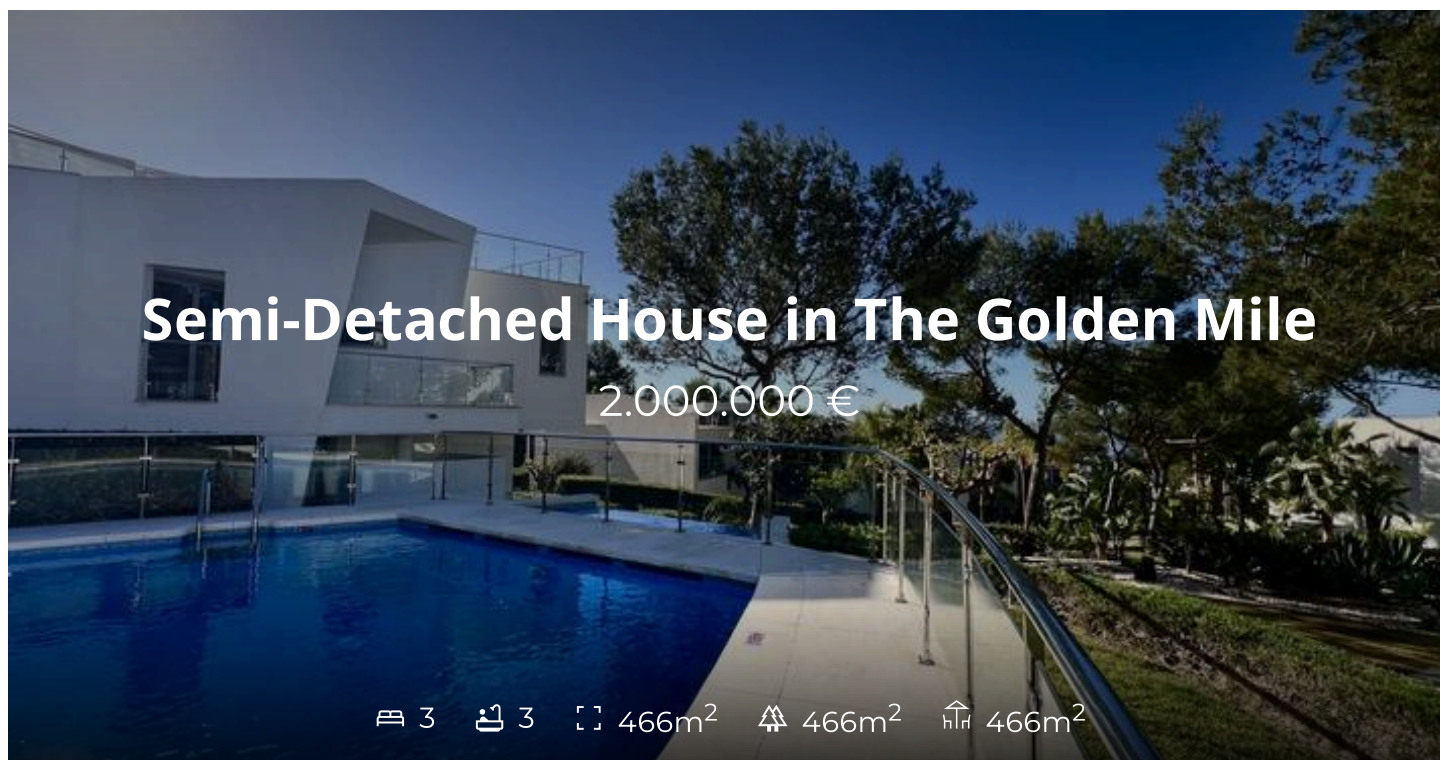 Semi-Detached House in The Golden Mile
2.000.000 €
3 3 466m² 466m² 466m²